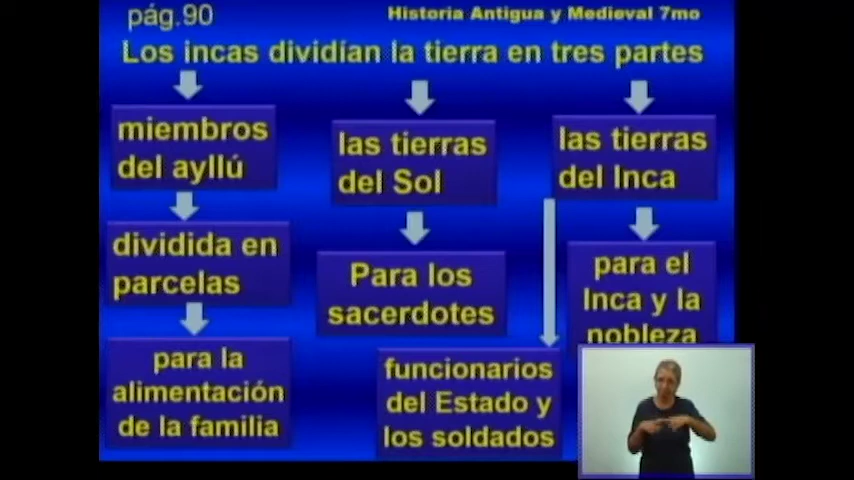 pág.90
Historia Antigua y Medieval 7mo
Los incas dividían la tierra en tres partes
miembros
del ayllú
dividida en
parcelas
para la
alimentación
de la familia
las tierras
del Sol
Para los
sacerdotes
las tierras
del Inca
para el
Inca y la
nobleza
funcionarios
del Estado y
los soldados